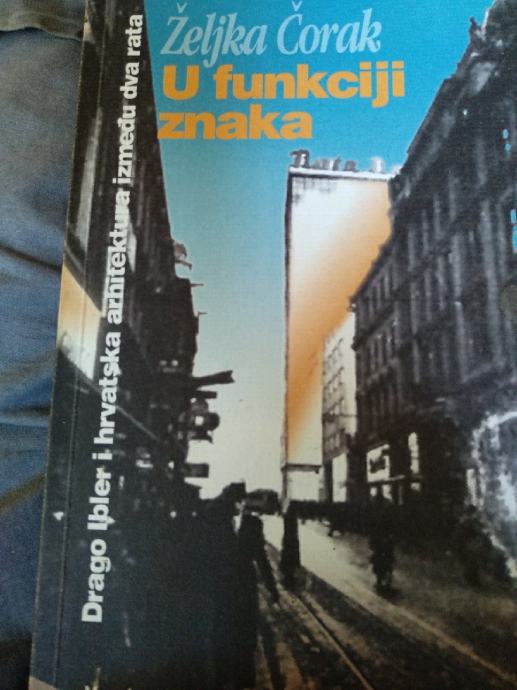 Željka Čorak
U funkciji
znaka
Drago Ibler i hrvatska arhitektura između dva rata